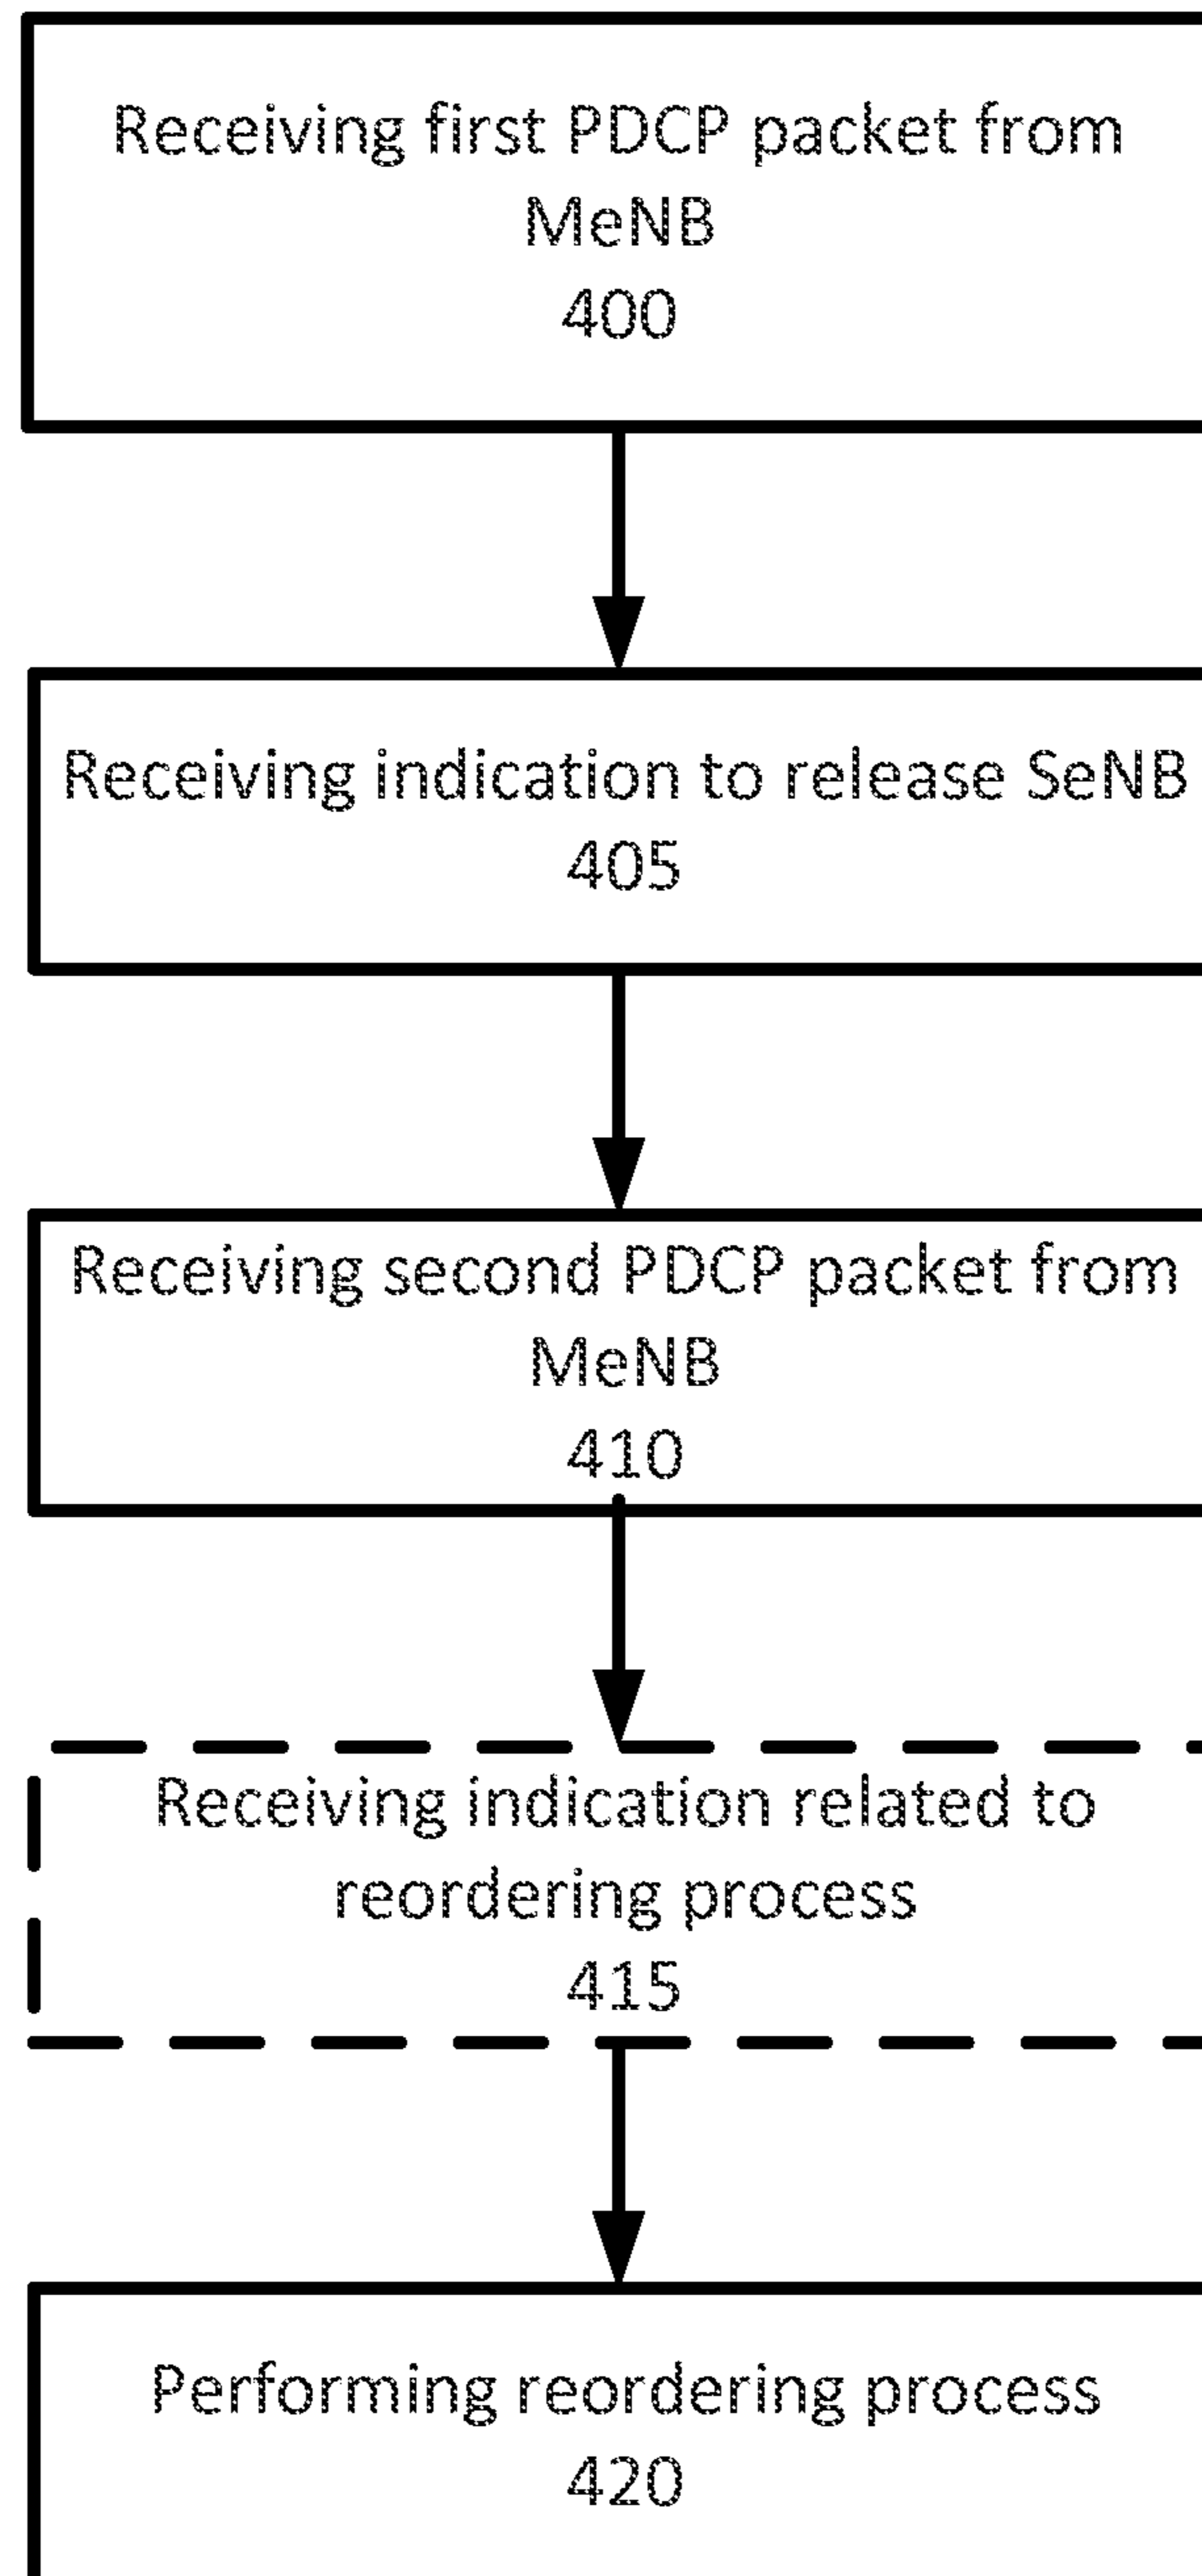 Receiving first PDCP packet from
MeNB
400
Receiving indication to release SeNB
405
Receiving second PDCP packet from
MeNB
410
Receiving indication related to
reordering process
415
Performing reordering process
420